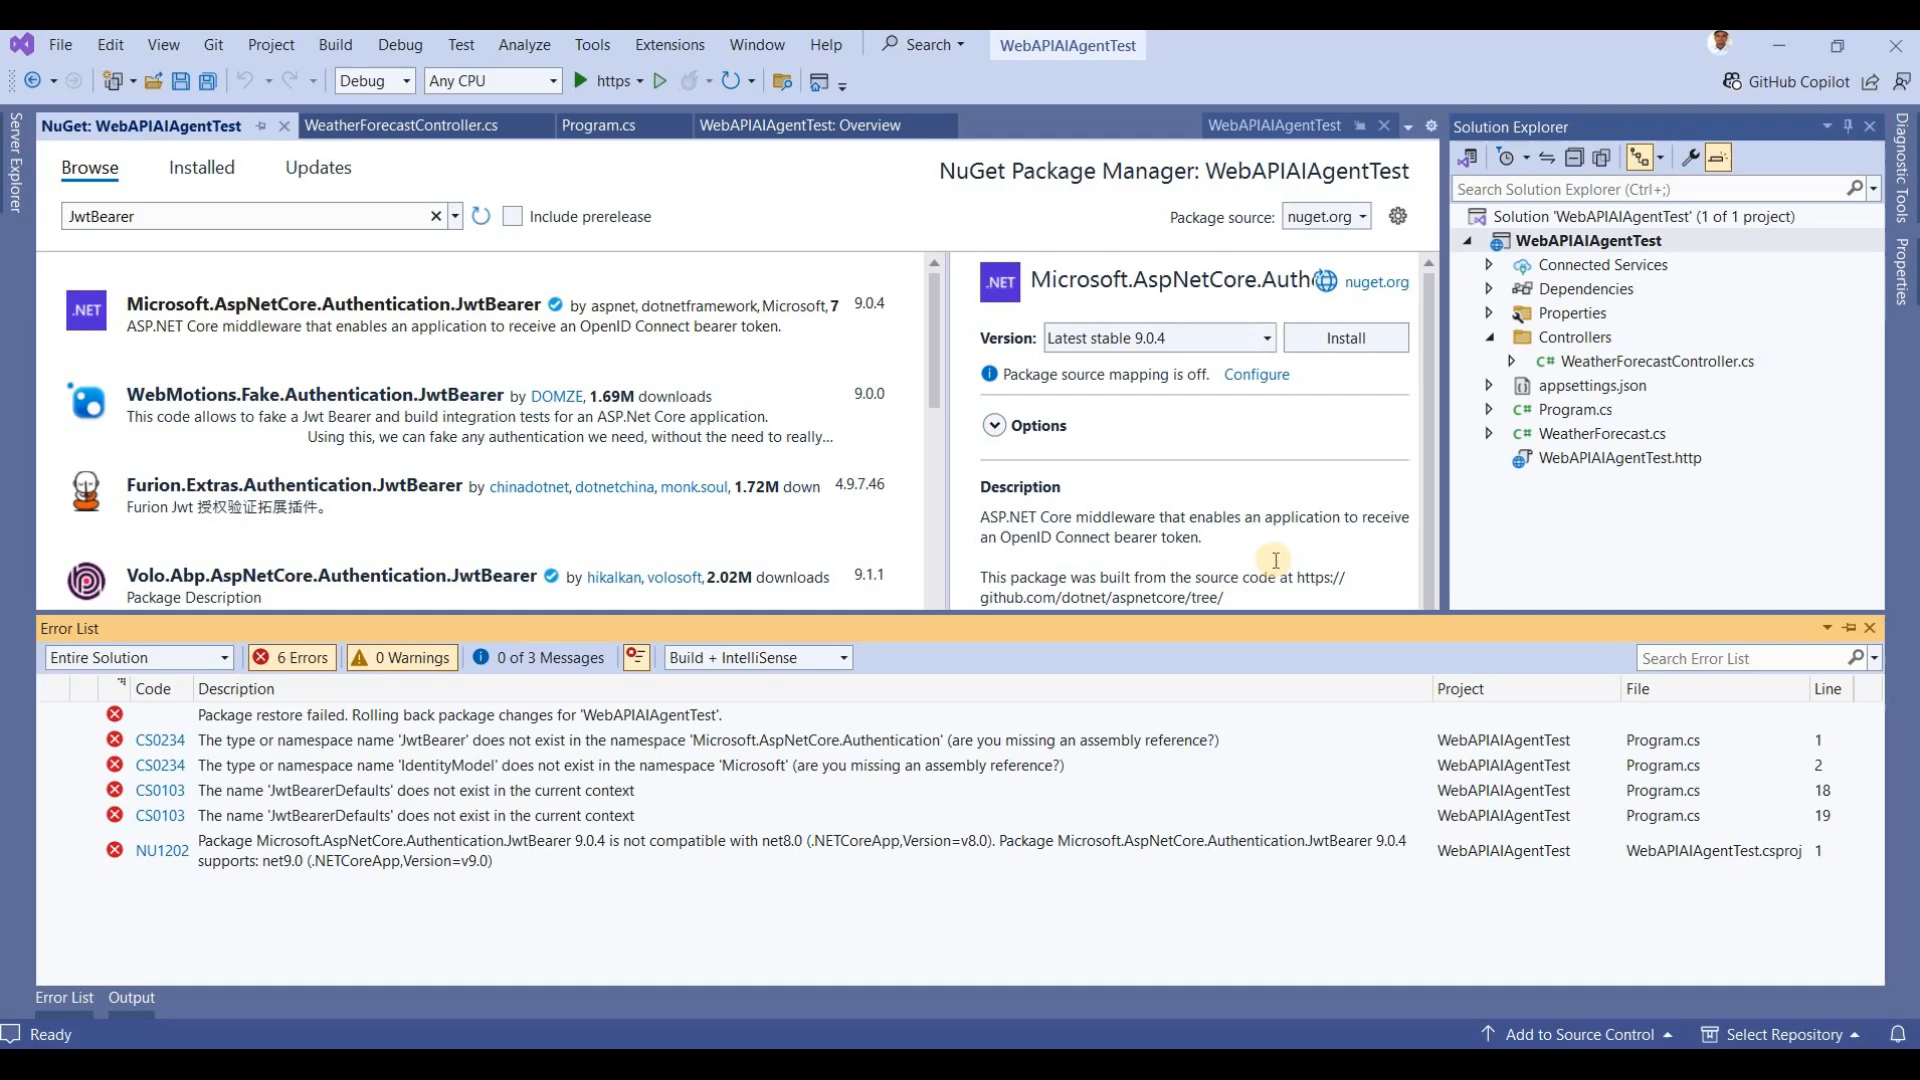 File Edit View Git Project Build Debug Test Analyze Tools Extensions Window Help Search WebAPIAIAgentTest
Debug Any CPU https GitHub Copilot
Server Explorer
NuGet: WebAPIAIAgentTest WeatherForecastController.cs Program.cs WebAPIAIAgentTest: Overview WebAPIAIAgentTest
Browse Installed Updates
NuGet Package Manager: WebAPIAIAgentTest
JwtBearer
Include prerelease
Package source: nuget.org
.NET
Microsoft.AspNetCore.Authentication.JwtBearer by aspnet, dotnetframework, Microsoft, 7 9.0.4
ASP.NET Core middleware that enables an application to receive an OpenID Connect bearer token.
WebMotions.Fake.Authentication.JwtBearer by DOMZE, 1.69M downloads 9.0.0
This code allows to fake a Jwt Bearer and build integration tests for an ASP.Net Core application.
Using this, we can fake any authentication we need, without the need to really...
Furion.Extras.Authentication.JwtBearer by chinadotnet, dotnetchina, monk.soul, 1.72M down 4.9.7.46
Furion Jwt 授权验证拓展插件。
Volo.Abp.AspNetCore.Authentication.JwtBearer by hikalkan, volosoft, 2.02M downloads 9.1.1
Package Description
.NET
Microsoft.AspNetCore.Auth nuget.org
Version: Latest stable 9.0.4 Install
Package source mapping is off. Configure
Options
Description
ASP.NET Core middleware that enables an application to receive
an OpenID Connect bearer token.
This package was built from the source code at https://
github.com/dotnet/aspnetcore/tree/
Solution Explorer
Search Solution Explorer (Ctrl+;)
Solution 'WebAPIAIAgentTest' (1 of 1 project)
WebAPIAIAgentTest
Connected Services
Dependencies
Properties
Controllers
C# WeatherForecastController.cs
appsettings.json
C# Program.cs
C# WeatherForecast.cs
WebAPIAIAgentTest.http
Diagnostic Tools
Properties
Error List
Entire Solution 6 Errors 0 Warnings 0 of 3 Messages Build + IntelliSense Search Error List
Code Description Project File Line
Package restore failed. Rolling back package changes for 'WebAPIAIAgentTest'.
CS0234 The type or namespace name 'JwtBearer' does not exist in the namespace 'Microsoft.AspNetCore.Authentication' (are you missing an assembly reference?) WebAPIAIAgentTest Program.cs 1
CS0234 The type or namespace name 'IdentityModel' does not exist in the namespace 'Microsoft' (are you missing an assembly reference?) WebAPIAIAgentTest Program.cs 2
CS0103 The name 'JwtBearerDefaults' does not exist in the current context WebAPIAIAgentTest Program.cs 18
CS0103 The name 'JwtBearerDefaults' does not exist in the current context WebAPIAIAgentTest Program.cs 19
NU1202 Package Microsoft.AspNetCore.Authentication.JwtBearer 9.0.4 is not compatible with net8.0 (.NETCoreApp,Version=v8.0). Package Microsoft.AspNetCore.Authentication.JwtBearer 9.0.4 WebAPIAIAgentTest WebAPIAIAgentTest.csproj 1
supports: net9.0 (.NETCoreApp,Version=v9.0)
Error List Output
Ready Add to Source Control Select Repository